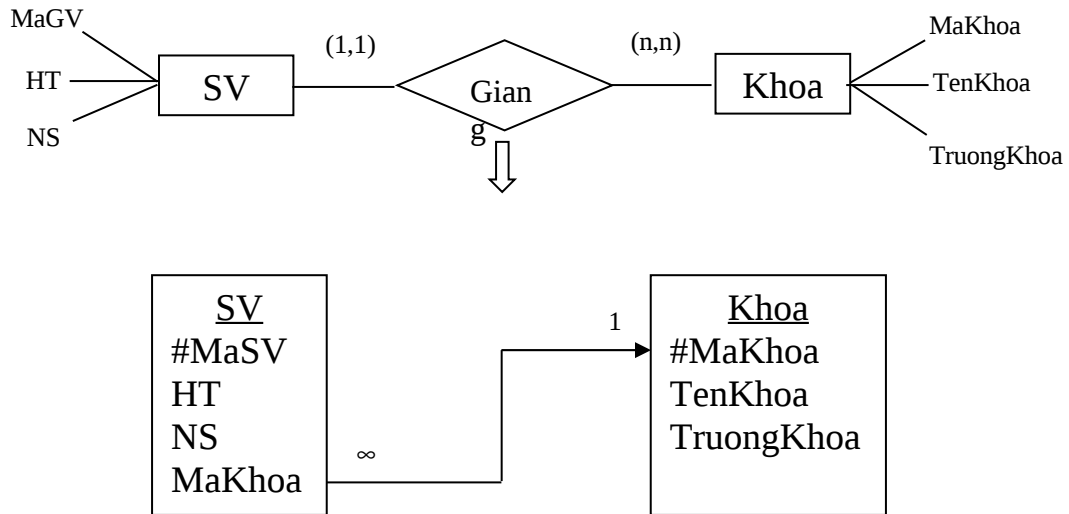 MaGV
HT
NS
SV
(1,1)
Gian
g
(n,n)
Khoa
MaKhoa
TenKhoa
TruongKhoa
SV
#MaSV
HT
NS
MaKhoa
∞
1
Khoa
#MaKhoa
TenKhoa
TruongKhoa